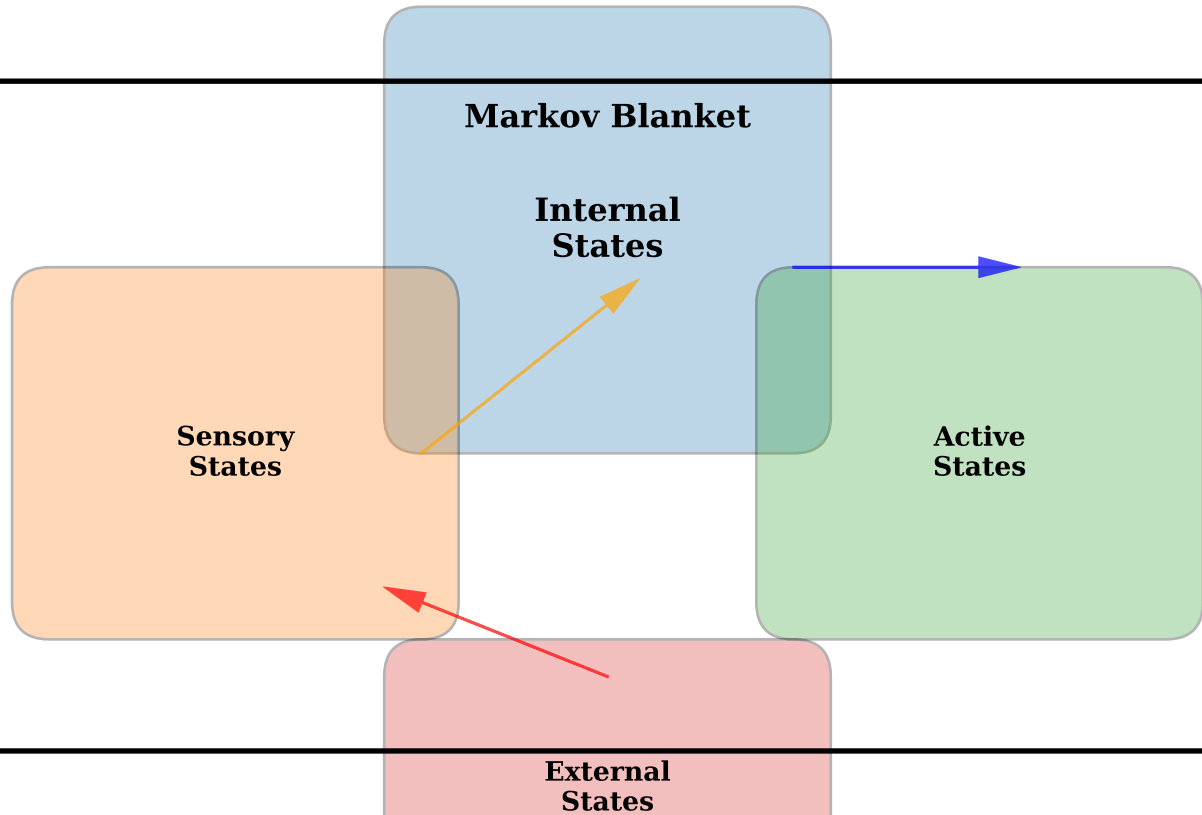 Markov Blanket
Internal
States
Sensory
States
Active
States
External
States